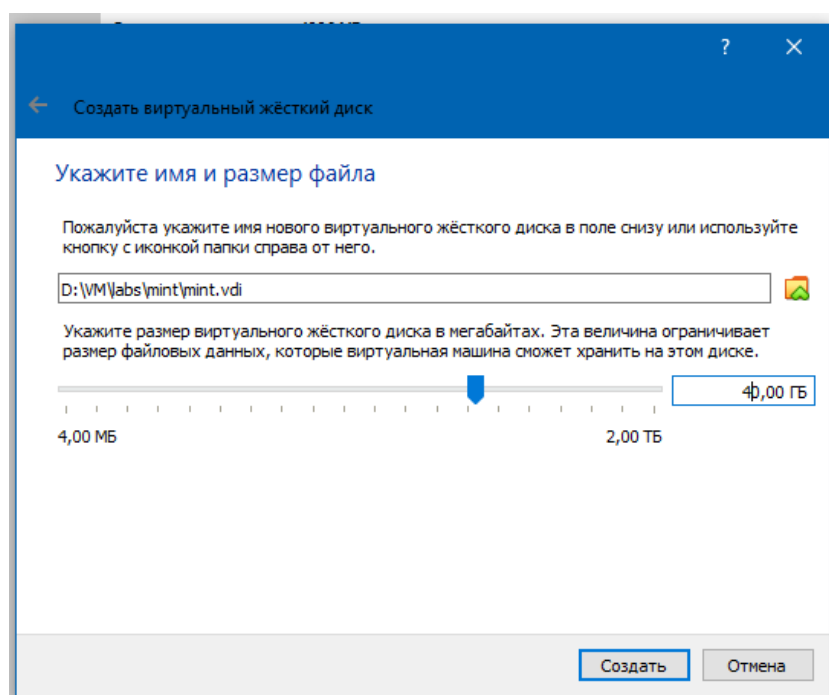 ?
Создать виртуальный жёсткий диск
Укажите имя и размер файла
Пожалуйста укажите имя нового виртуального жёсткого диска в поле снизу или используйте
кнопку с иконкой папки справа от него.
D:\VM\labs\mint\mint.vdi
Укажите размер виртуального жёсткого диска в мегабайтах. Эта величина ограничивает
размер файловых данных, которые виртуальная машина сможет хранить на этом диске.
40,00 ГБ
4,00 МБ
2,00 ТБ
Создать
Отмена